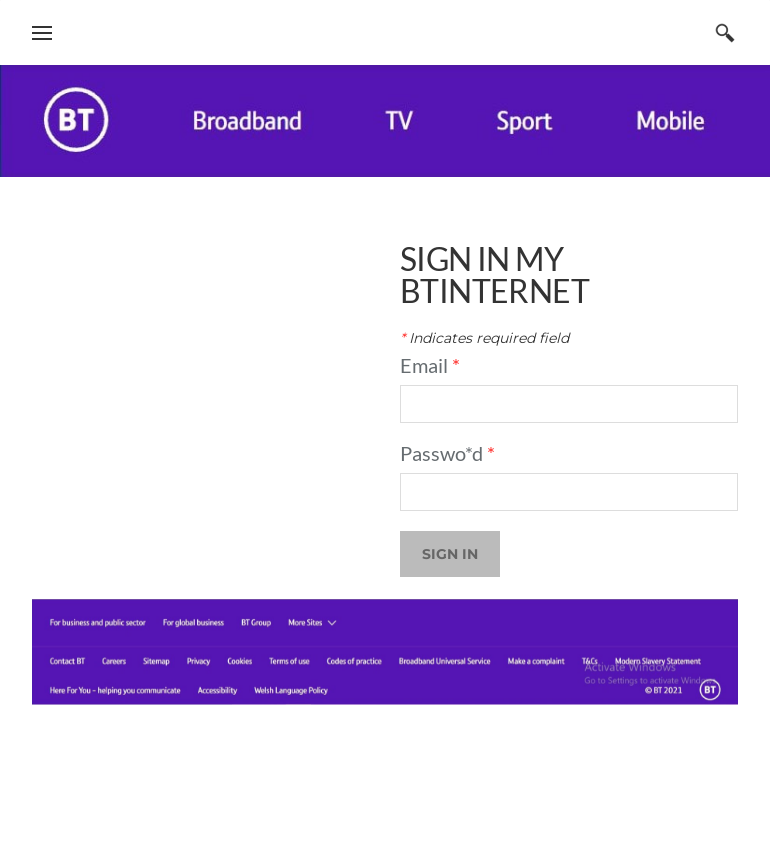 BT Broadband TV Sport Mobile
SIGN IN MY
BTINTERNET
* Indicates required field
Email *
Passwo*d *
SIGN IN
For business and public sector For global business BT Group More Sites
Contact BT Careers Sitemap Privacy Cookies Terms of use Codes of practice Broadband Universal Service Make a complaint T&Cs Modern Slavery Statement
Activate Windows
Go to Settings to activate Windows.
Here For You – helping you communicate Accessibility Welsh Language Policy © BT 2021 BT